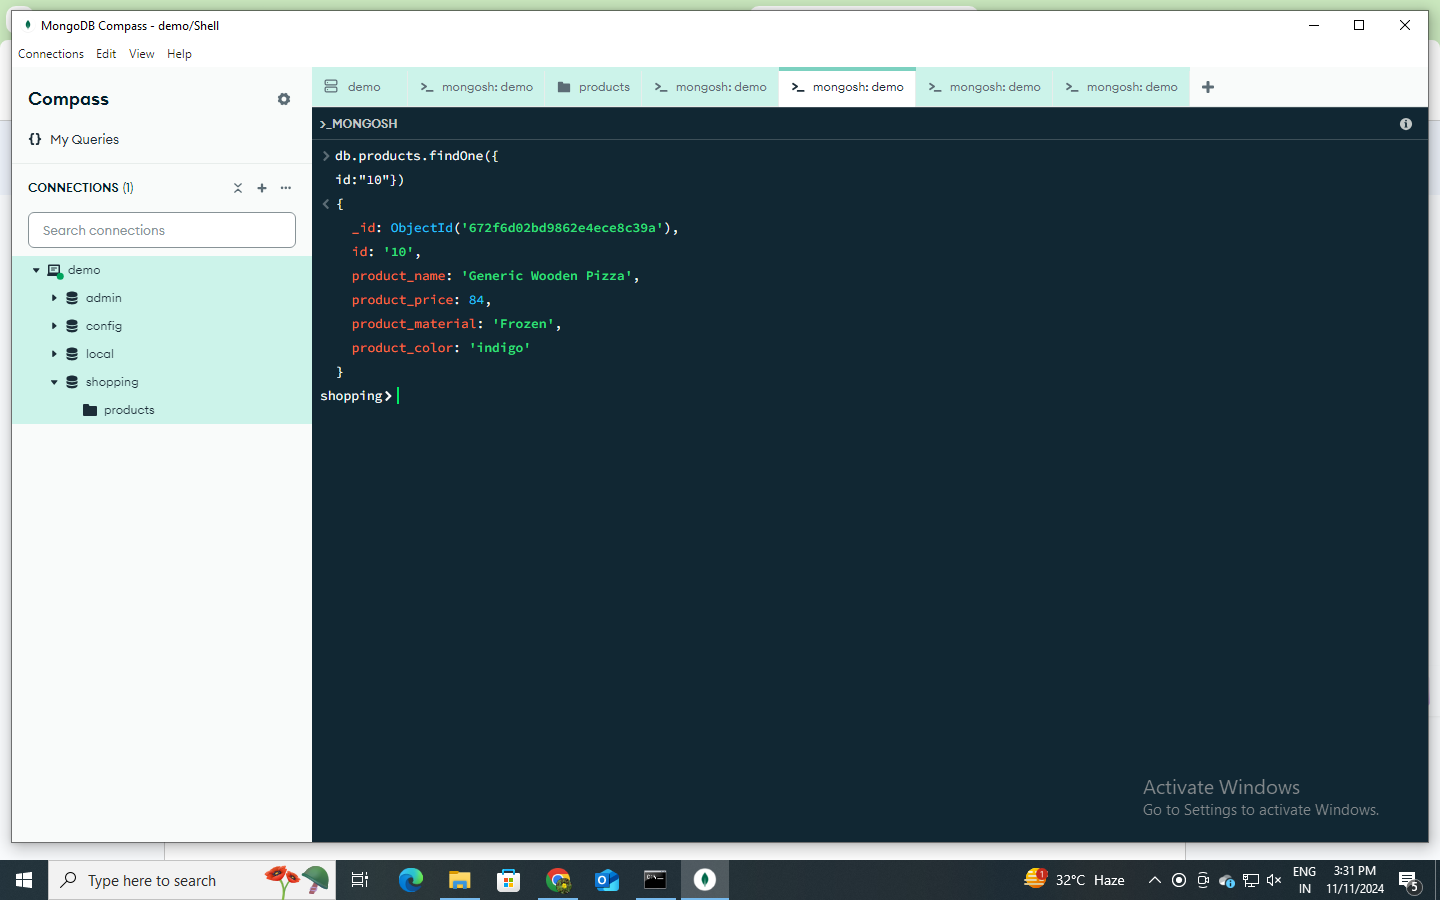 MongoDB Compass - demo/Shell
Connections Edit View Help
Compass
My Queries
CONNECTIONS (1)
Search connections
demo
admin
config
local
shopping
products
demo
mongosh: demo
products
mongosh: demo
mongosh: demo
mongosh: demo
mongosh: demo
>_MONGOSH
db.products.findOne({
id:"10"})
{
_id: ObjectId('672f6d02bd9862e4ece8c39a'),
id: '10',
product_name: 'Generic Wooden Pizza',
product_price: 84,
product_material: 'Frozen',
product_color: 'indigo'
}
shopping>
Activate Windows
Go to Settings to activate Windows.
Type here to search
1
32°C Haze
ENG
IN
3:31 PM
11/11/2024
5